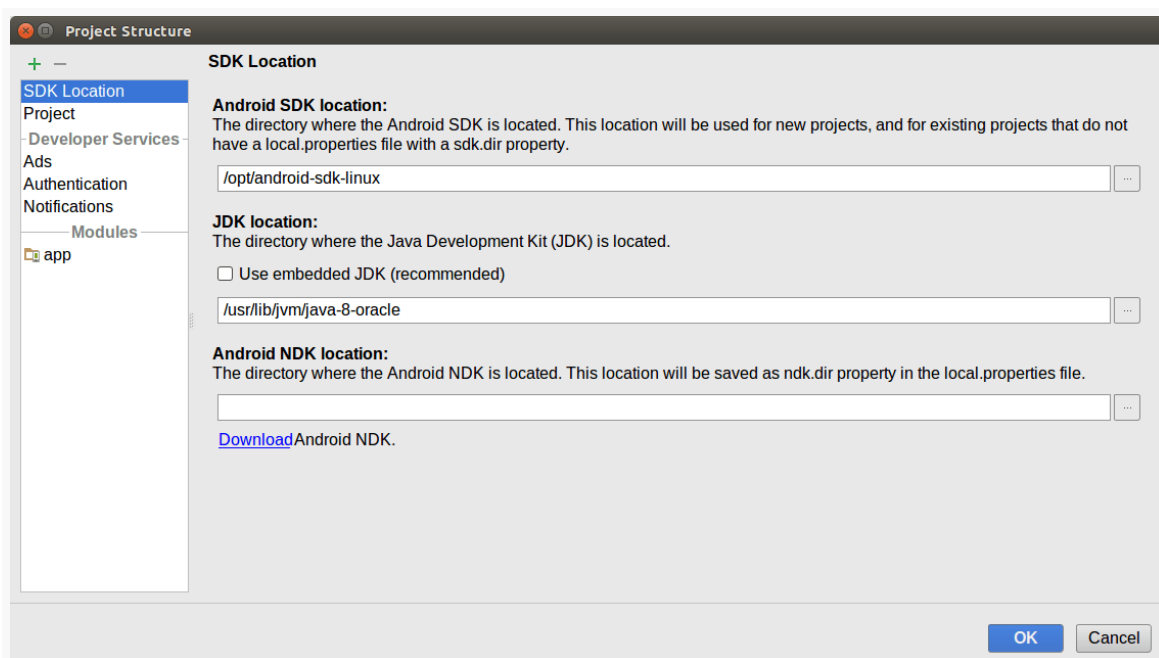 Project Structure
SDK Location
Project
Developer Services
Ads
Authentication
Notifications
Modules
app
SDK Location
Android SDK location:
The directory where the Android SDK is located. This location will be used for new projects, and for existing projects that do not
have a local.properties file with a sdk.dir property.
/opt/android-sdk-linux
...
JDK location:
The directory where the Java Development Kit (JDK) is located.
Use embedded JDK (recommended)
/usr/lib/jvm/java-8-oracle
...
Android NDK location:
The directory where the Android NDK is located. This location will be saved as ndk.dir property in the local.properties file.
...
Download Android NDK.
OK
Cancel